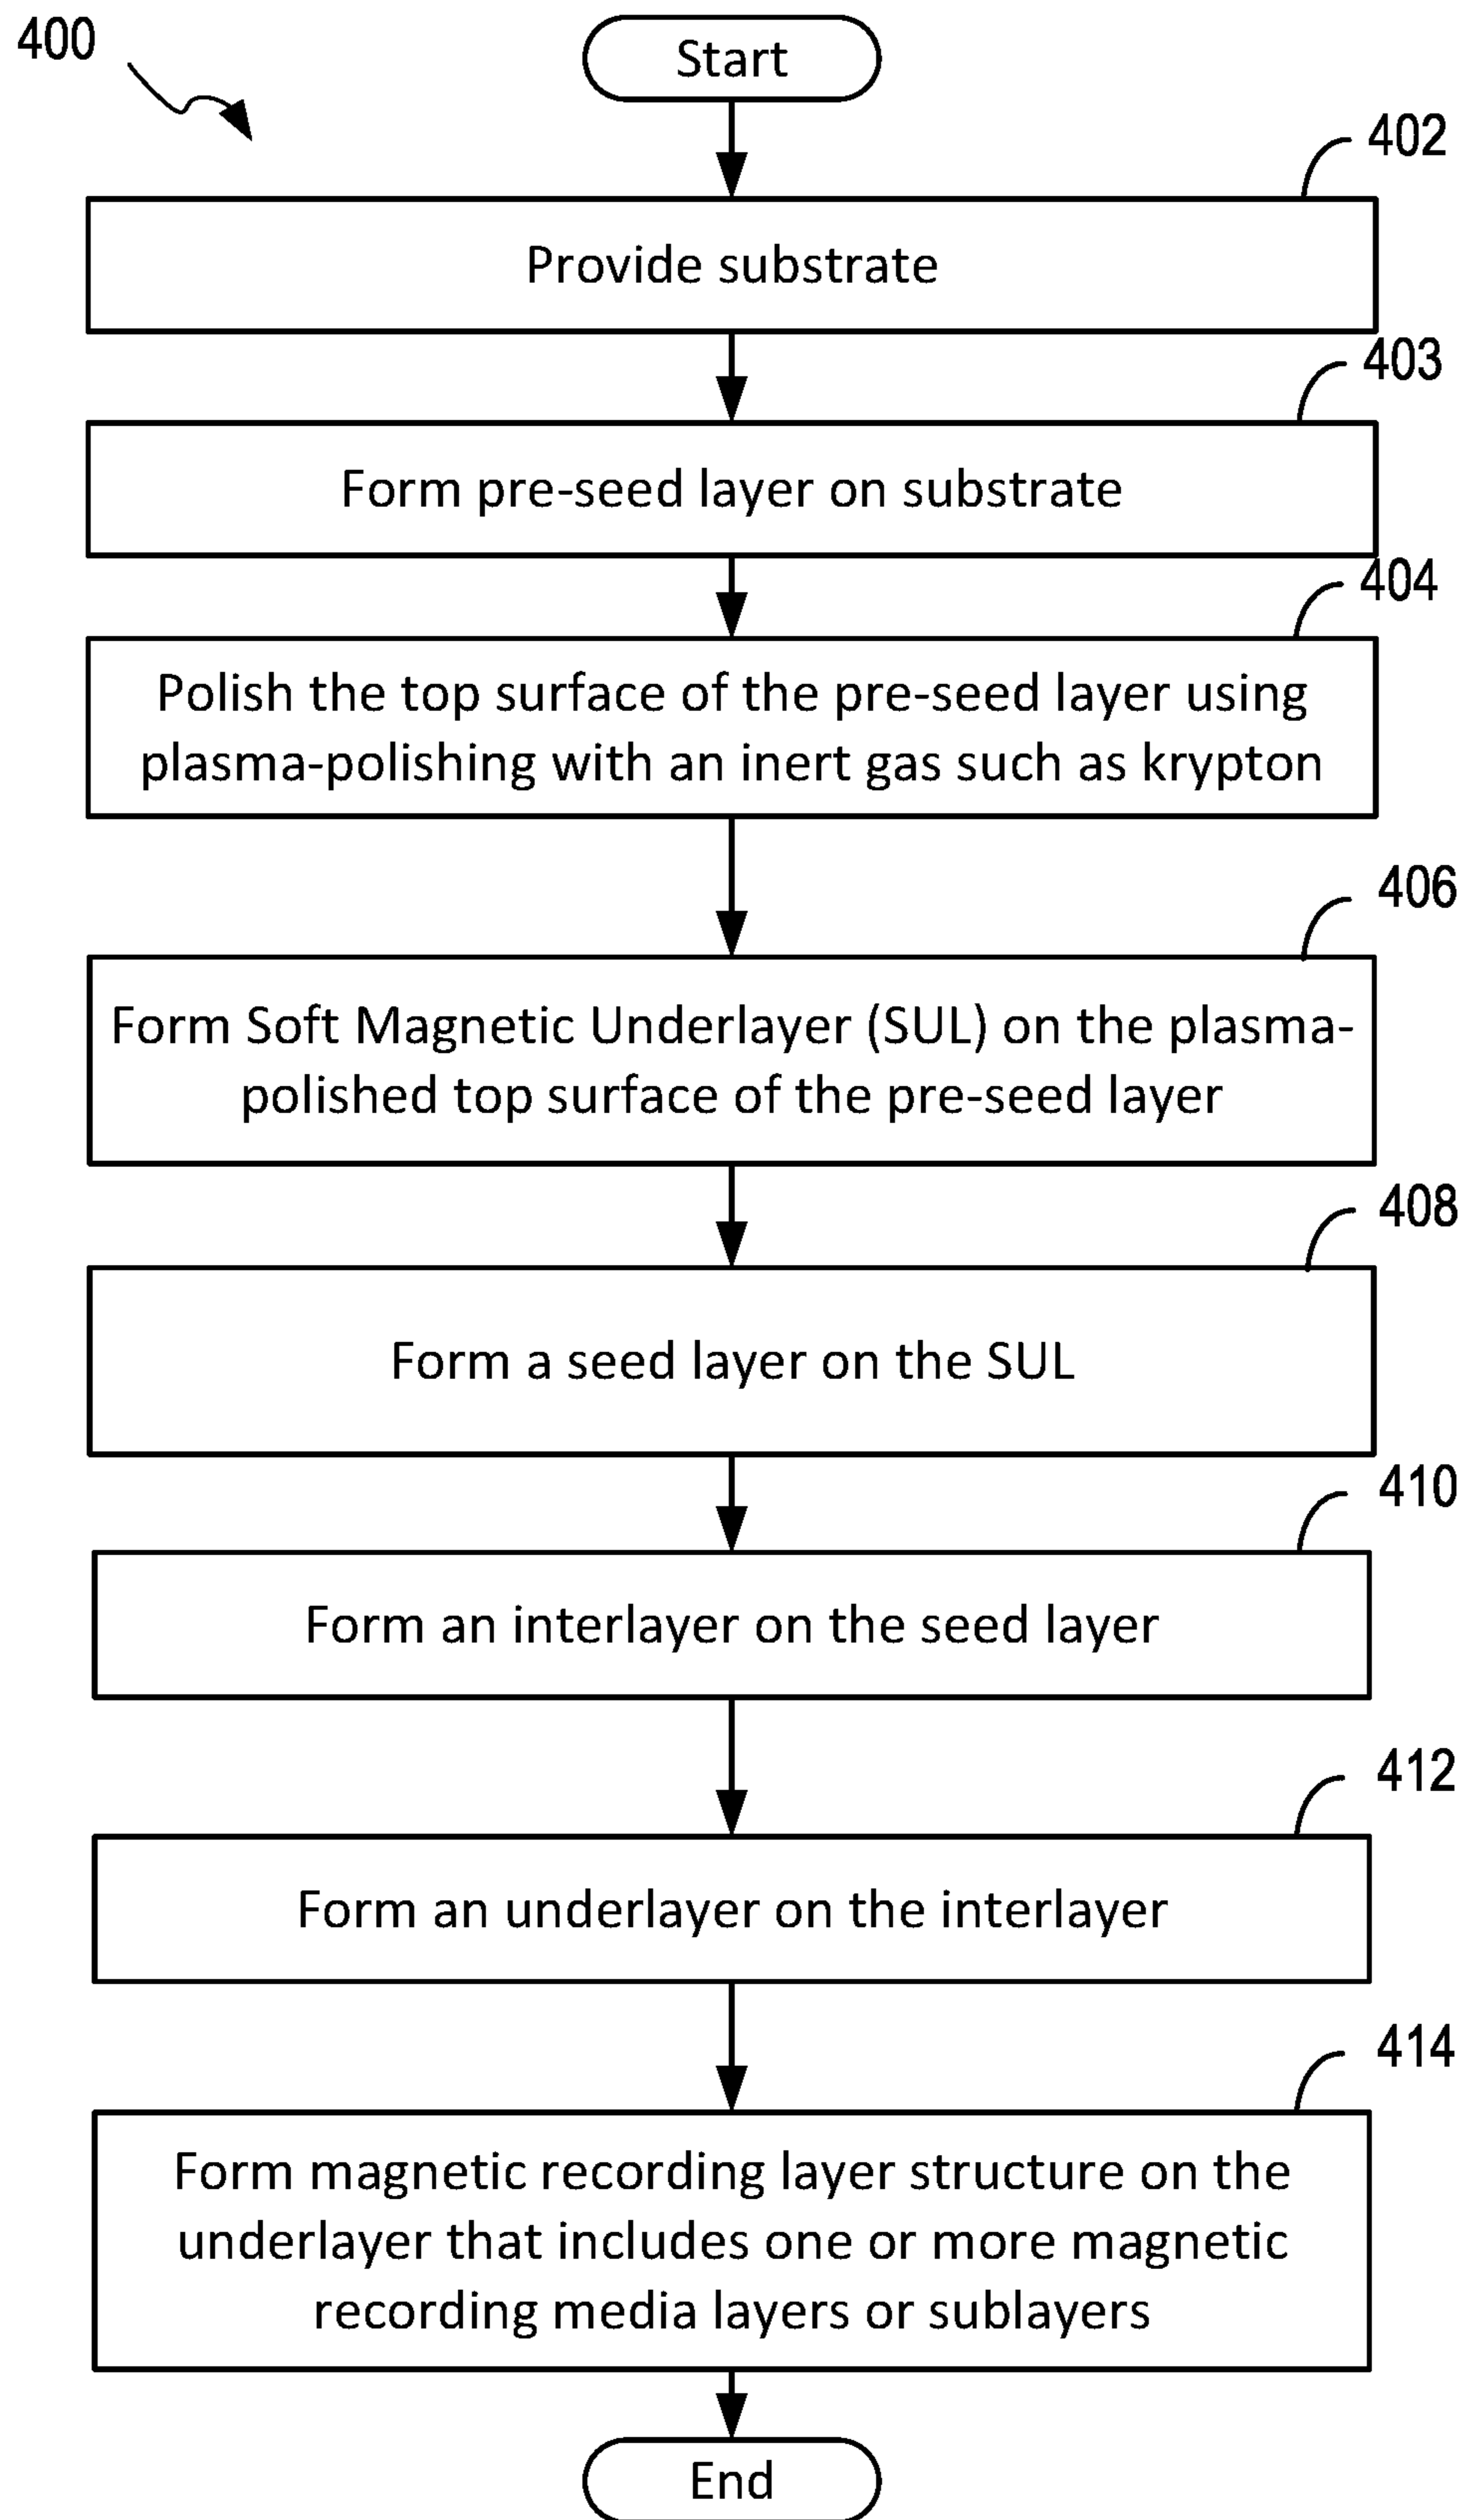 400
Start
402
Provide substrate
403
Form pre-seed layer on substrate
404
Polish the top surface of the pre-seed layer using
plasma-polishing with an inert gas such as krypton
406
Form Soft Magnetic Underlayer (SUL) on the plasma-
polished top surface of the pre-seed layer
408
Form a seed layer on the SUL
410
Form an interlayer on the seed layer
412
Form an underlayer on the interlayer
414
Form magnetic recording layer structure on the
underlayer that includes one or more magnetic
recording media layers or sublayers
End